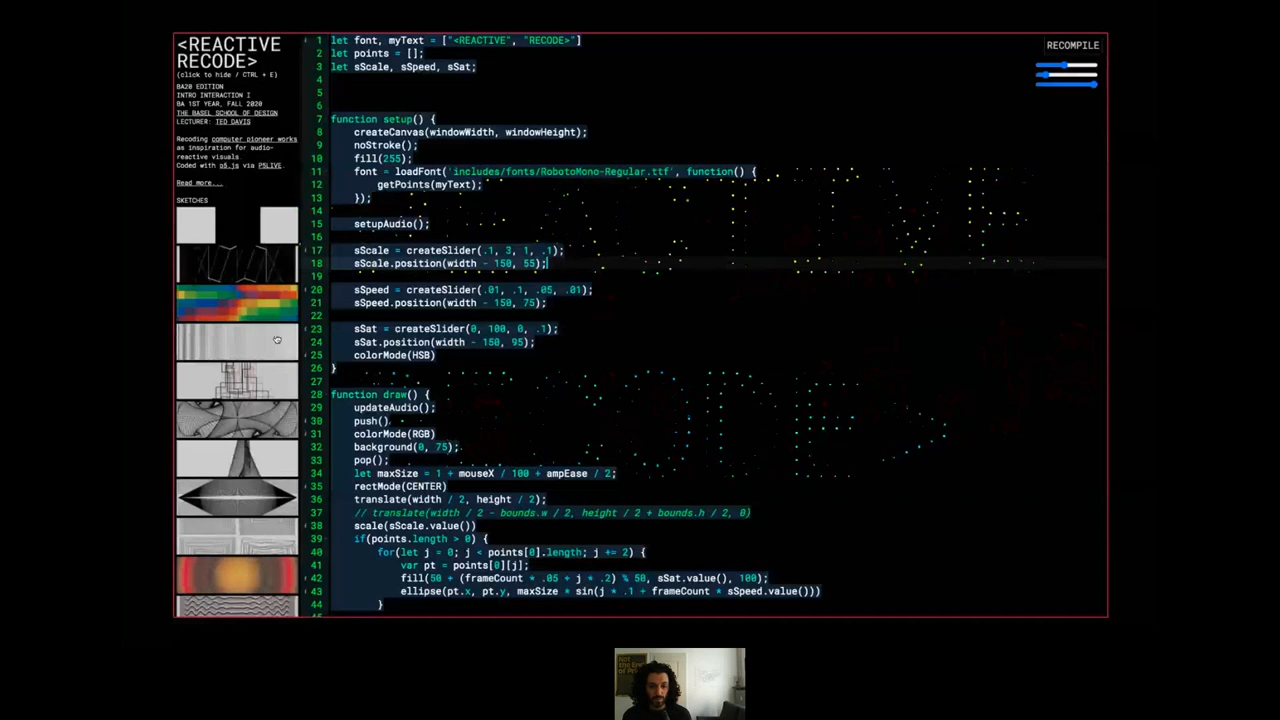 <REACTIVE
RECODE>
(click to hide / CTRL + E)
BA20 EDITION
INTRO INTERACTION I
BA 1ST YEAR, FALL 2020
THE BASEL SCHOOL OF DESIGN
LECTURER: TED DAVIS
Recoding computer pioneer works
as inspiration for audio-
reactive visuals.
Coded with p5.js via P5LIVE.
Read more...
SKETCHES
1 let font, myText = ["<REACTIVE", "RECODE>"]
2 let points = [];
3 let sScale, sSpeed, sSat;
4
5
6
7 function setup() {
8 createCanvas(windowWidth, windowHeight);
9 noStroke();
10 fill(255);
11 font = loadFont('includes/fonts/RobotoMono-Regular.ttf', function() {
12 getPoints(myText);
13 });
14
15 setupAudio();
16
17 sScale = createSlider(.1, 3, 1, .1);
18 sScale.position(width - 150, 55);
19
20 sSpeed = createSlider(.01, .1, .05, .01);
21 sSpeed.position(width - 150, 75);
22
23 sSat = createSlider(0, 100, 0, .1);
24 sSat.position(width - 150, 95);
25 colorMode(HSB)
26 }
27
28 function draw() {
29 updateAudio();
30 push()
31 colorMode(RGB)
32 background(0, 75);
33 pop();
34 let maxSize = 1 + mouseX / 100 + ampEase / 2;
35 rectMode(CENTER)
36 translate(width / 2, height / 2);
37 // translate(width / 2 - bounds.w / 2, height / 2 + bounds.h / 2, 0)
38 scale(sScale.value())
39 if(points.length > 0) {
40 for(let j = 0; j < points[0].length; j += 2) {
41 var pt = points[0][j];
42 fill(50 + (frameCount * .05 + j * .2) % 50, sSat.value(), 100);
43 ellipse(pt.x, pt.y, maxSize * sin(j * .1 + frameCount * sSpeed.value()))
44 }
RECOMPILE